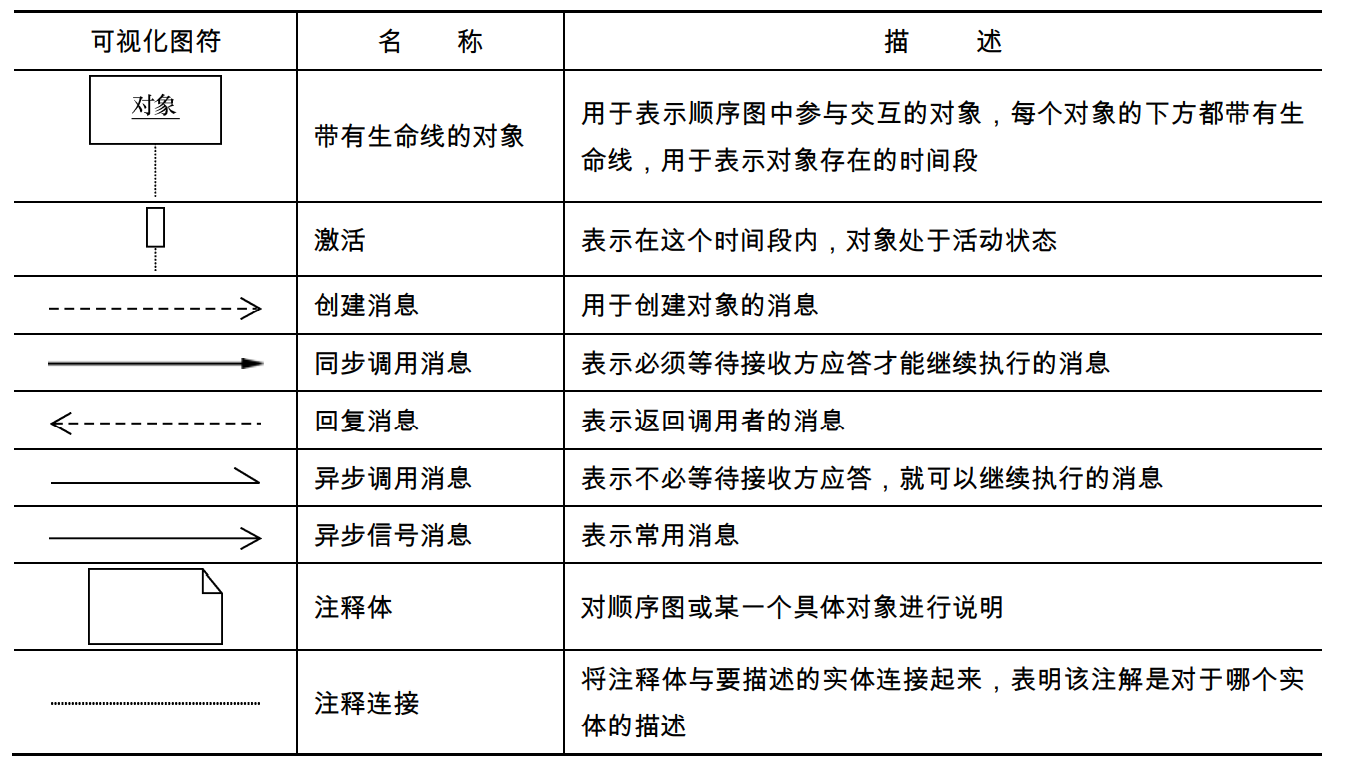 可视化图符 名 称 描 述
对象
带有生命线的对象
用于表示顺序图中参与交互的对象，每个对象的下方都带有生
命线，用于表示对象存在的时间段
激活 表示在这个时间段内，对象处于活动状态
创建消息 用于创建对象的消息
同步调用消息 表示必须等待接收方应答才能继续执行的消息
回复消息 表示返回调用者的消息
异步调用消息 表示不必等待接收方应答，就可以继续执行的消息
异步信号消息 表示常用消息
注释体 对顺序图或某一个具体对象进行说明
注释连接
将注释体与要描述的实体连接起来，表明该注解是对于哪个实
体的描述